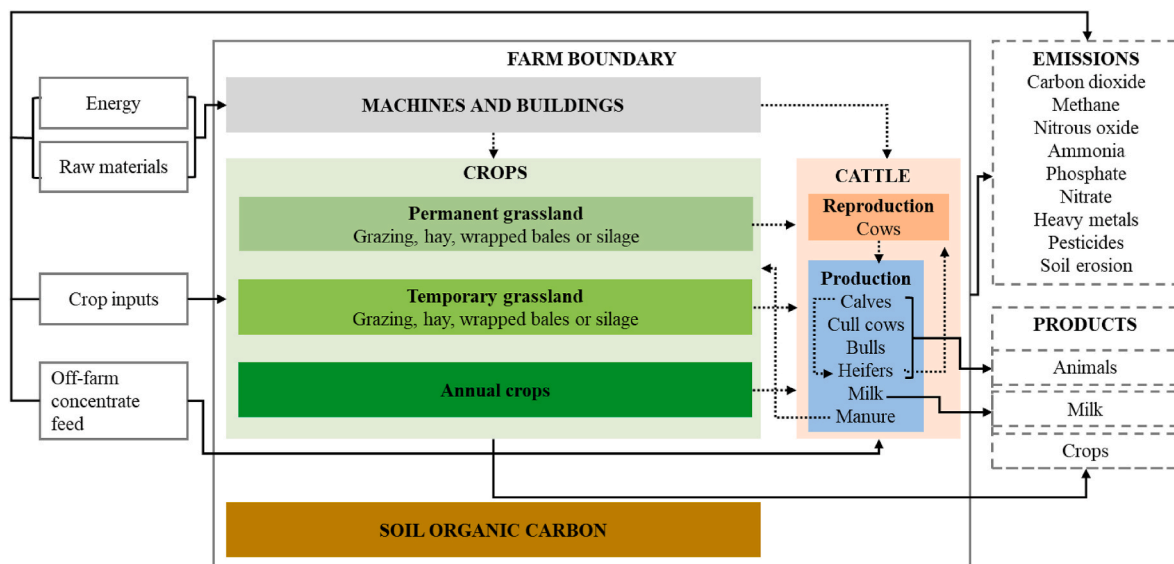 FARM BOUNDARY
Energy
Raw materials
Crop inputs
Off-farm
concentrate
feed
MACHINES AND BUILDINGS
CROPS
Permanent grassland
Grazing, hay, wrapped bales or silage
Temporary grassland
Grazing, hay, wrapped bales or silage
Annual crops
SOIL ORGANIC CARBON
CATTLE
Reproduction
Cows
Production
Calves
Cull cows
Bulls
Heifers
Milk
Manure
EMISSIONS
Carbon dioxide
Methane
Nitrous oxide
Ammonia
Phosphate
Nitrate
Heavy metals
Pesticides
Soil erosion
PRODUCTS
Animals
Milk
Crops